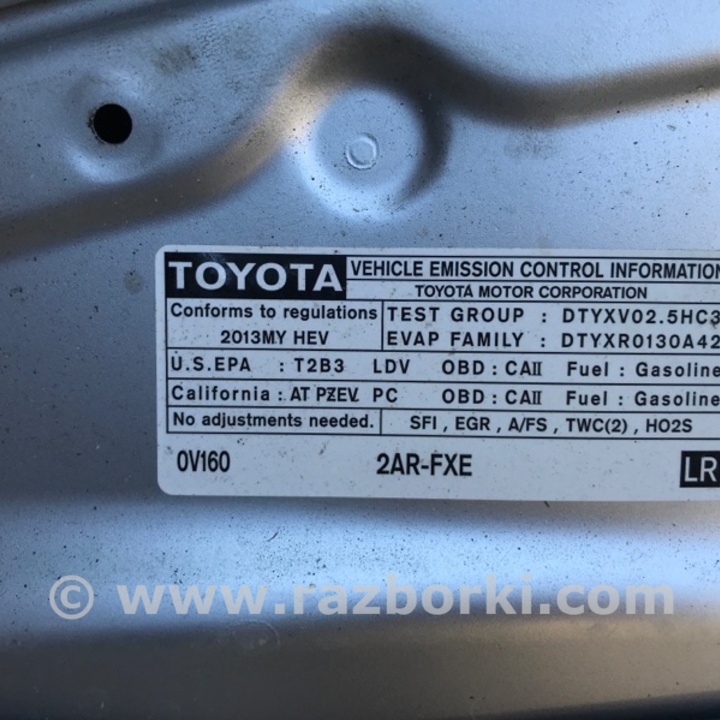 TOYOTA VEHICLE EMISSION CONTROL INFORMATION
TOYOTA MOTOR CORPORATION
Conforms to regulations
2013MY HEV
TEST GROUP : DTYXV02.5HC3
EVAP FAMILY : DTYXR0130A42
U.S.EPA : T2B3 LDV OBD : CAII Fuel : Gasoline
California : AT PZEV PC OBD : CAII Fuel : Gasoline
No adjustments needed. SFI , EGR , A/FS , TWC(2) , HO2S
0V160 2AR-FXE LR
© www.razborki.com